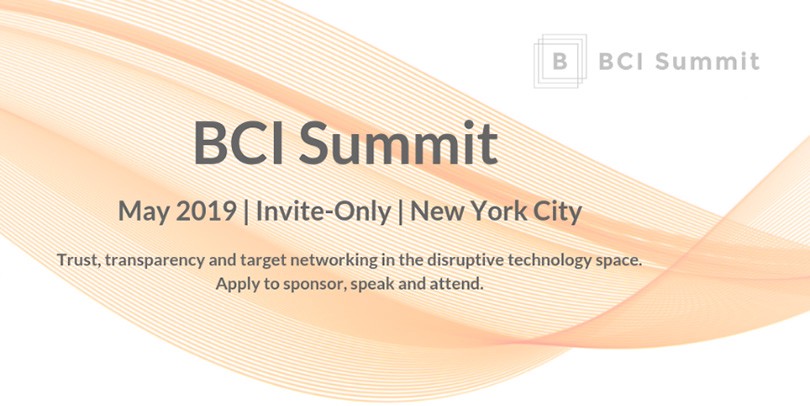 B BCI Summit
BCI Summit
May 2019 | Invite-Only | New York City
Trust, transparency and target networking in the disruptive technology space.
Apply to sponsor, speak and attend.